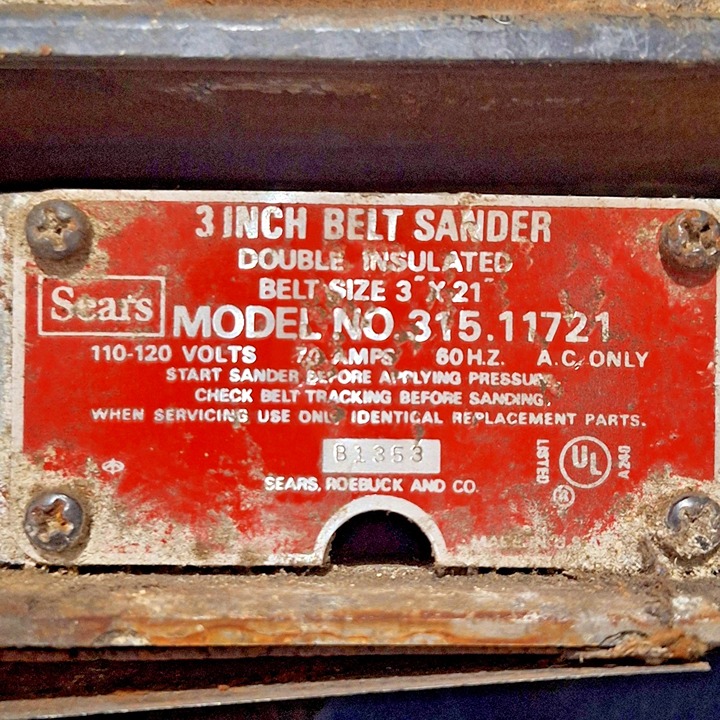 3 INCH BELT SANDER
DOUBLE INSULATED
BELT SIZE 3" X 21"
Sears
MODEL NO. 315.11721
110-120 VOLTS AMPS 60 H.Z. A.C. ONLY
START SANDER BEFORE APPLYING PRESSURE.
CHECK BELT TRACKING BEFORE SANDING.
WHEN SERVICING USE ONLY IDENTICAL REPLACEMENT PARTS.
B1353
LISTED
UL
A240
SEARS, ROEBUCK AND CO.